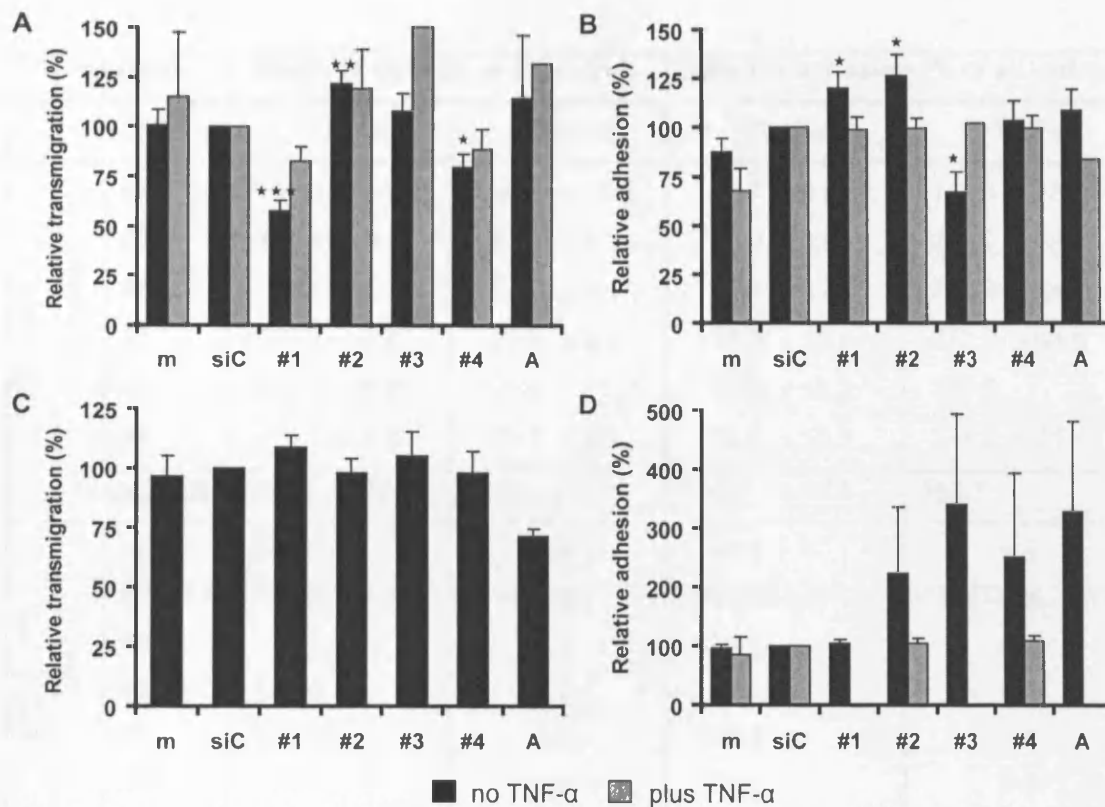 A
Relative transmigration (%)
150
125
100
75
50
25
0
★★★
★★
★
m siC #1 #2 #3 #4 A
B
Relative adhesion (%)
150
125
100
75
50
25
0
★
★
★
m siC #1 #2 #3 #4 A
C
Relative transmigration (%)
125
100
75
50
25
0
m siC #1 #2 #3 #4 A
D
Relative adhesion (%)
500
400
300
200
100
0
m siC #1 #2 #3 #4 A
no TNF-α plus TNF-α